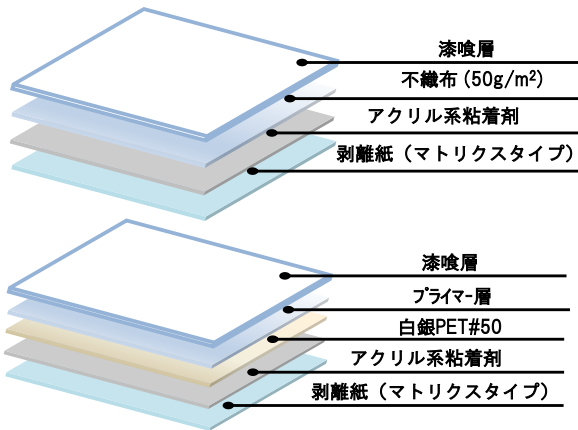 漆喰層
不織布(50g/m²)
アクリル系粘着剤
剥離紙(マトリクスタイプ)
漆喰層
プライマー層
白銀PET#50
アクリル系粘着剤
剥離紙(マトリクスタイプ)